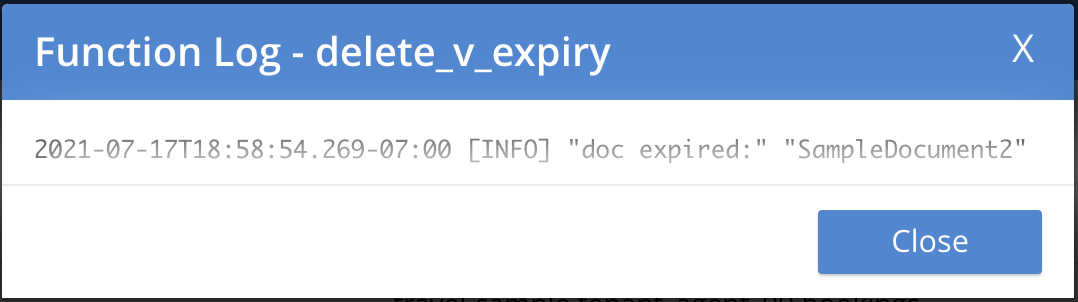 Function Log - delete_v_expiry X
2021-07-17T18:58:54.269-07:00 [INFO] "doc expired:" "SampleDocument2"
Close